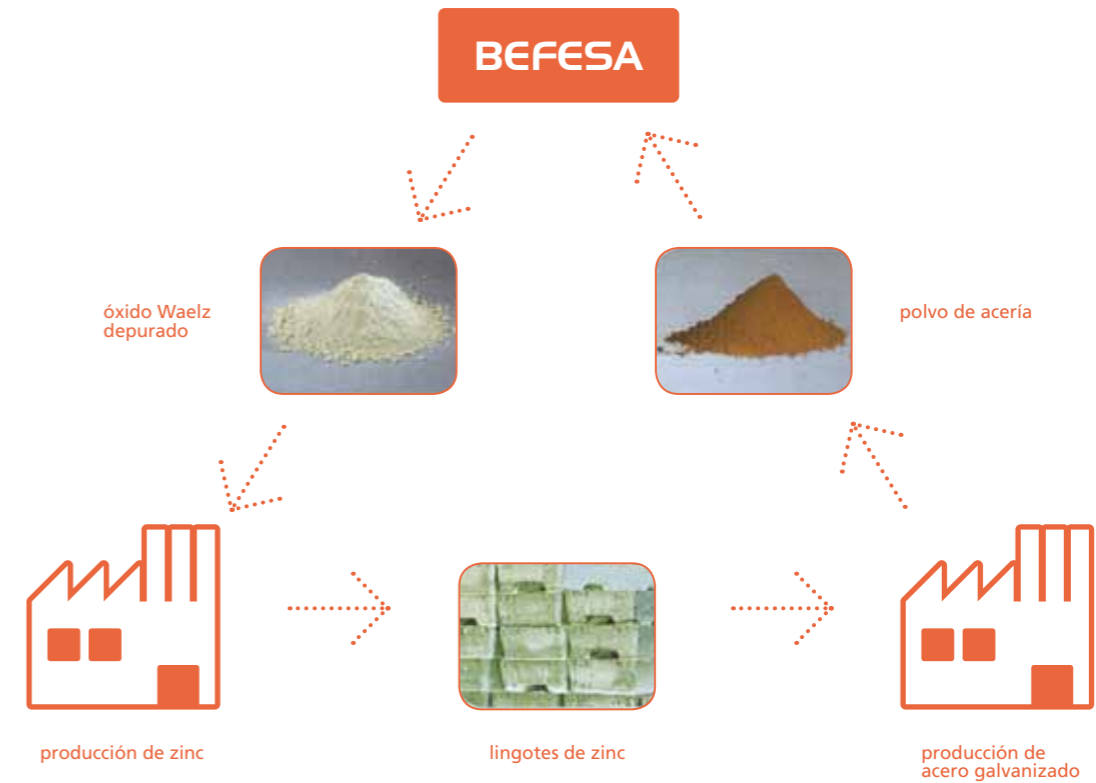 BEFESA
óxido Waelz
depurado
polvo de acería
producción de zinc
lingotes de zinc
producción de
acero galvanizado